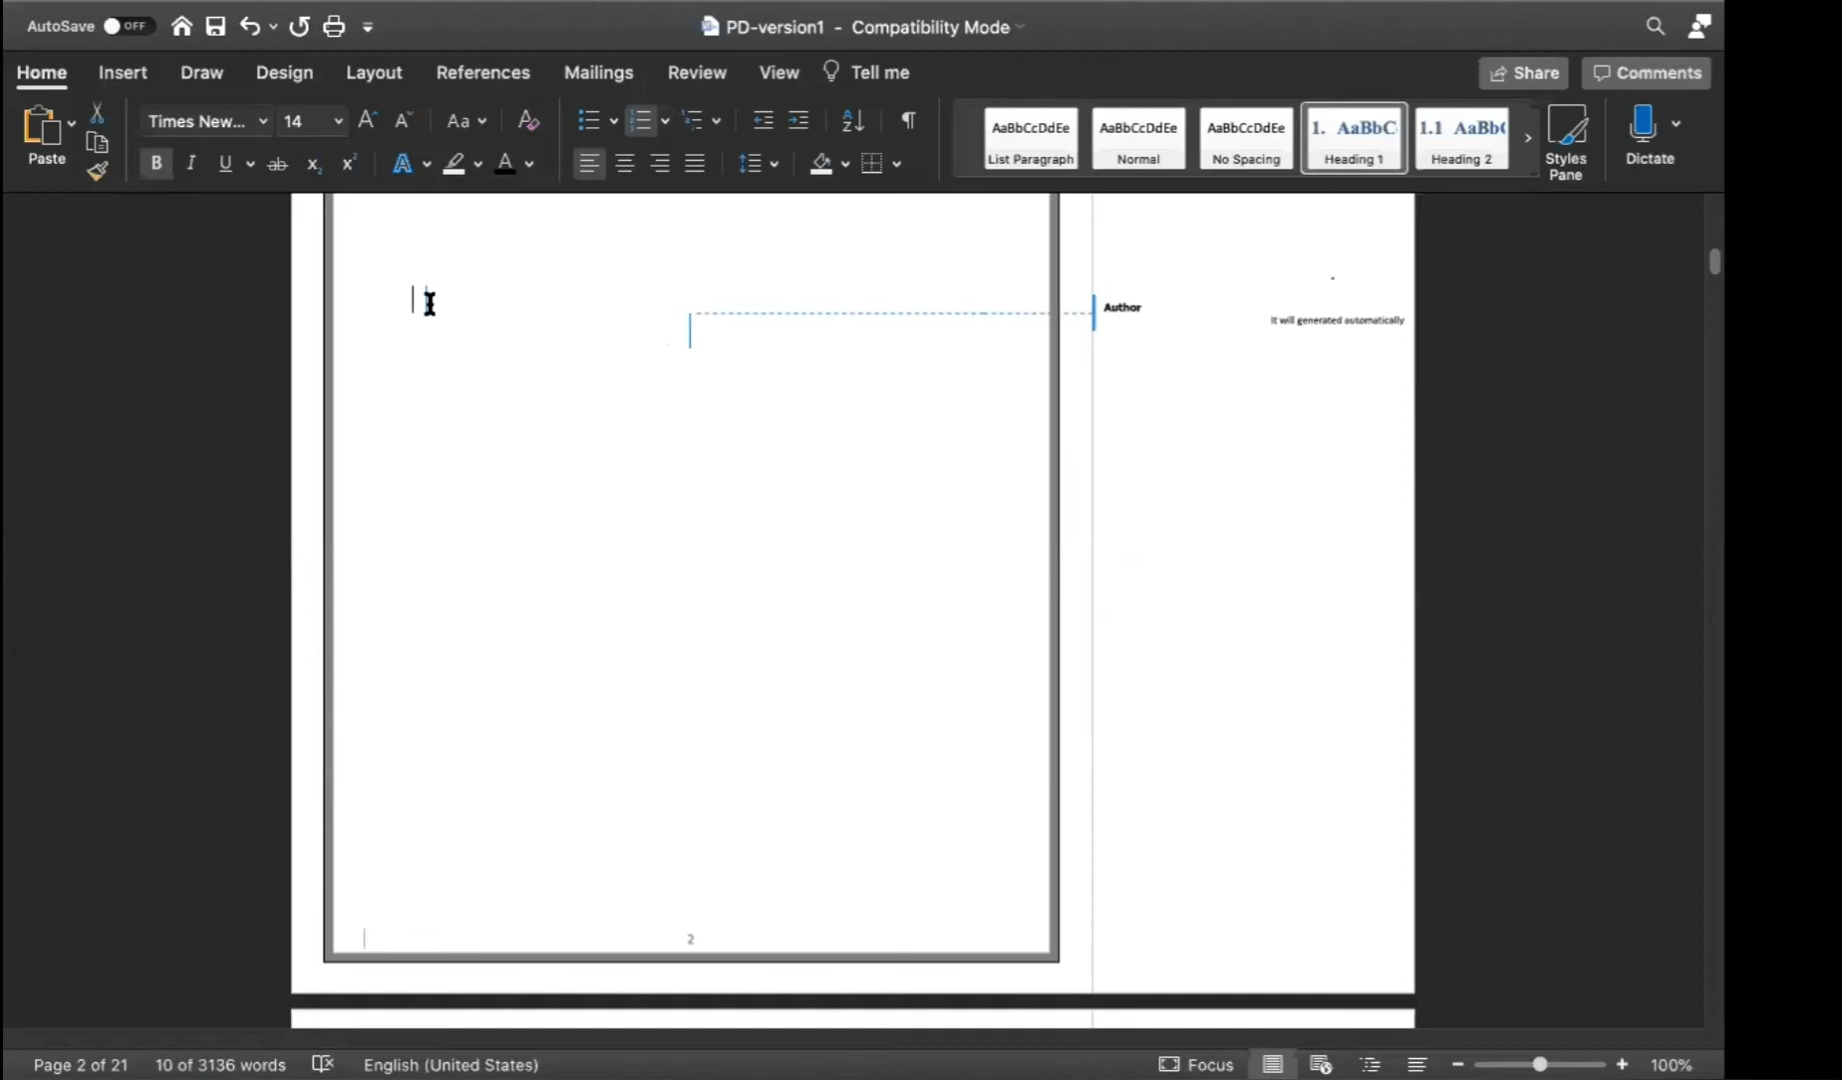 AutoSave OFF
PD-version1 - Compatibility Mode
Home Insert Draw Design Layout References Mailings Review View Tell me
Share Comments
Paste
Times New... 14
Aa
AaBbCcDdEe AaBbCcDdEe AaBbCcDdEe 1. AaBbC 1.1 AaBb(
List Paragraph Normal No Spacing Heading 1 Heading 2
Styles Pane
Dictate
Author
It will generated automatically
2
Page 2 of 21 10 of 3136 words English (United States) Focus 100%